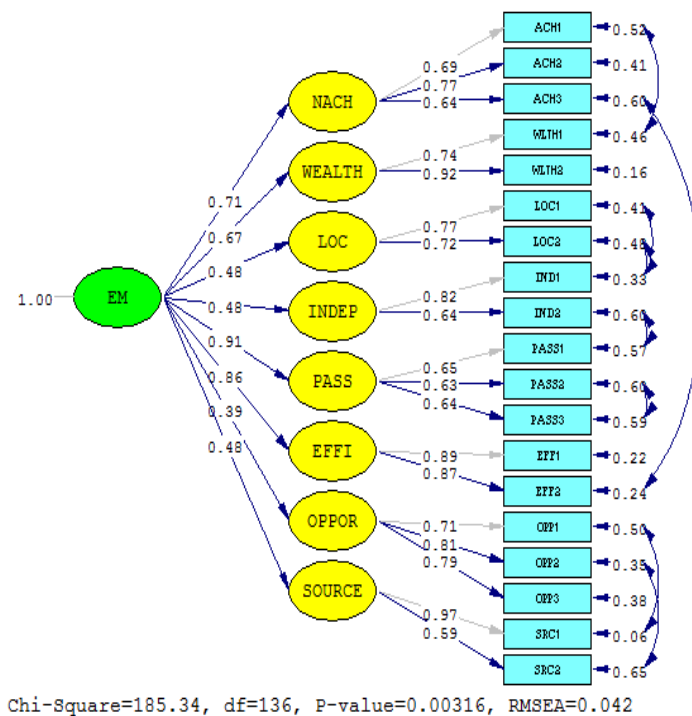 ACH1 0.52
0.69 ACH2 0.41
0.77
NACH 0.64 ACH3 0.60
0.74 WLTH1 0.46
WEALTH 0.92 WLTH2 0.16
0.71
0.67
0.77 LOC1 0.41
LOC 0.72 LOC2 0.48
0.48
IND1 0.33
1.00 EM
0.48 0.82
INDEP 0.64 IND2 0.60
0.91
PASS1 0.57
0.86 0.65
PASS 0.63 PASS2 0.60
0.39 0.64
0.48 PASS3 0.59
EFFI 0.89 EFF1 0.22
0.87
EFF2 0.24
OPPOR 0.71 OPP1 0.50
0.81
0.79 OPP2 0.35
SOURCE OPP3 0.38
0.97 SRC1 0.06
0.59
SRC2 0.65
Chi-Square=185.34, df=136, P-value=0.00316, RMSEA=0.042